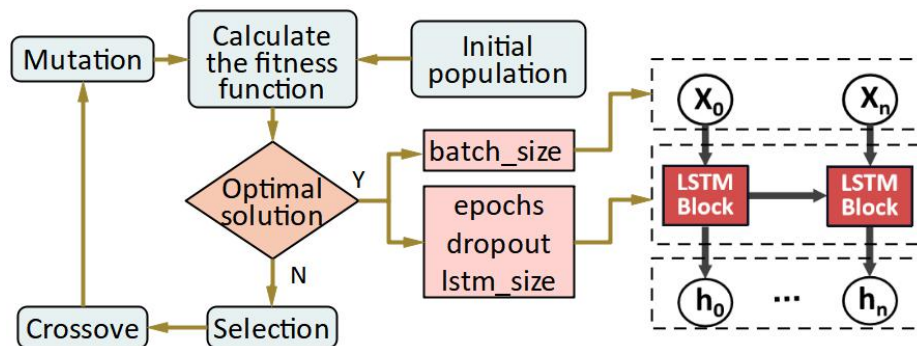 Mutation
Calculate
the fitness
function
Initial
population
Optimal
solution
Y
N
batch_size
epochs
dropout
lstm_size
Crossove
Selection
X0
Xn
LSTM
Block
LSTM
Block
h0
...
hn